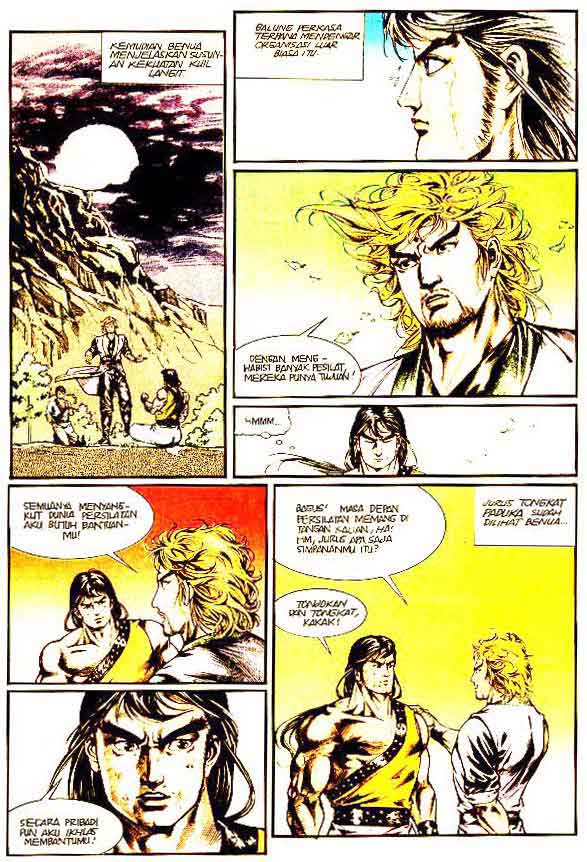 KEMUDIAN BENUA
MENJELASKAN SUSUN-
AN KEKUATAN KUIL
LANGIT
BALUNG PERKASA
TERPANA MENDENGAR
ORGANISASI LUAR
BIASA ITU.
DENGAN MENG-
HABISI BANYAK PESILAT,
MEREKA PUNYA TUJUAN!
HMMM...
SEMUANYA MENYANG-
KUT DUNIA PERSILATAN
AKU BUTUH BANTUAN-
MU!
SECARA PRIBADI
PUN AKU IKHLAS
MEMBANTUMU!
JURUS TONGKAT
PADUKA SUDAH
DILIHAT BENUA...
BAGUS! MASA DEPAN
PERSILATAN MEMANG DI
TANGAN KALIAN, HA!
HM, JURUS APA SAJA
SIMPANANMU ITU?
TONJOKAN
DAN TONGKAT,
KAKAK!